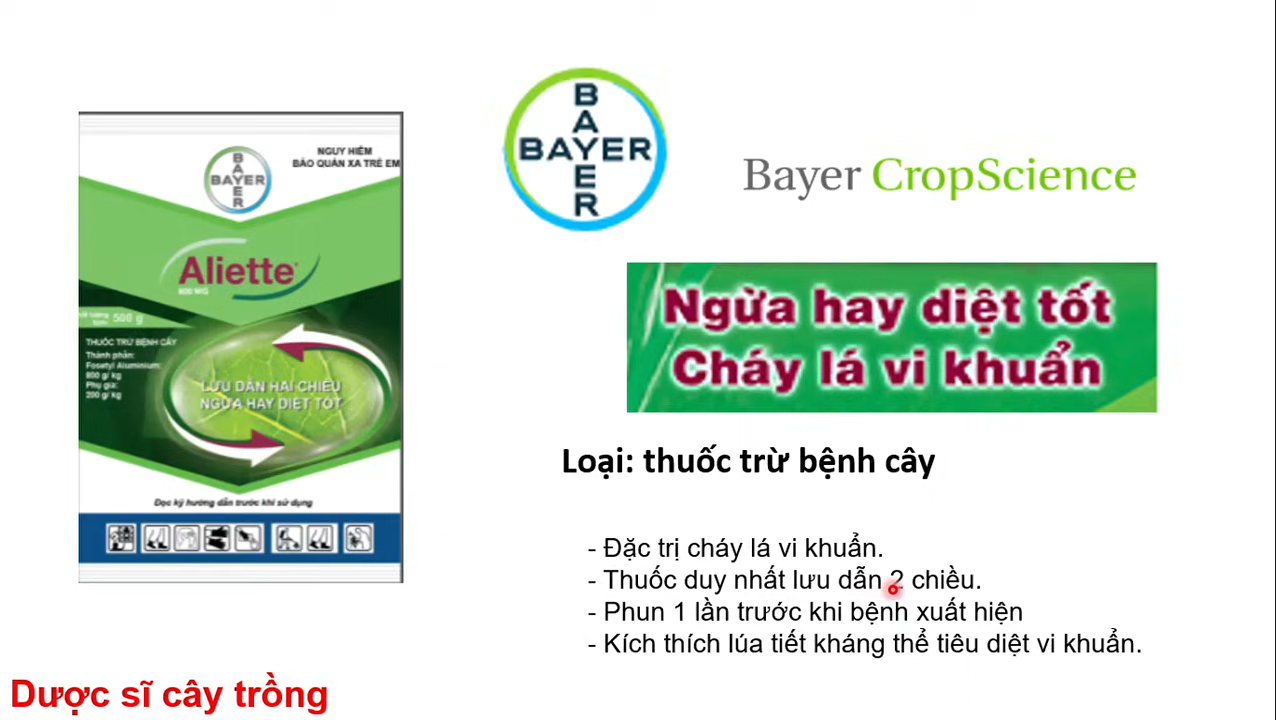 NGUY HIỂM
BẢO QUẢN XA TRẺ EM
BAYER
BAYER
Aliette
800 WG
500 g
THUỐC TRỪ BỆNH CÂY
Thành phần:
Fosetyl Aluminium:
800 g/ kg
Phụ gia:
200 g/ kg
LƯU DẪN HAI CHIỀU
NGỪA HAY DIỆT TỐT
Đọc kỹ hướng dẫn trước khi sử dụng
BAYER
BAYER
Bayer CropScience
Ngừa hay diệt tốt
Cháy lá vi khuẩn
Loại: thuốc trừ bệnh cây
- Đặc trị cháy lá vi khuẩn.
- Thuốc duy nhất lưu dẫn 2 chiều.
- Phun 1 lần trước khi bệnh xuất hiện
- Kích thích lúa tiết kháng thể tiêu diệt vi khuẩn.
Dược sĩ cây trồng